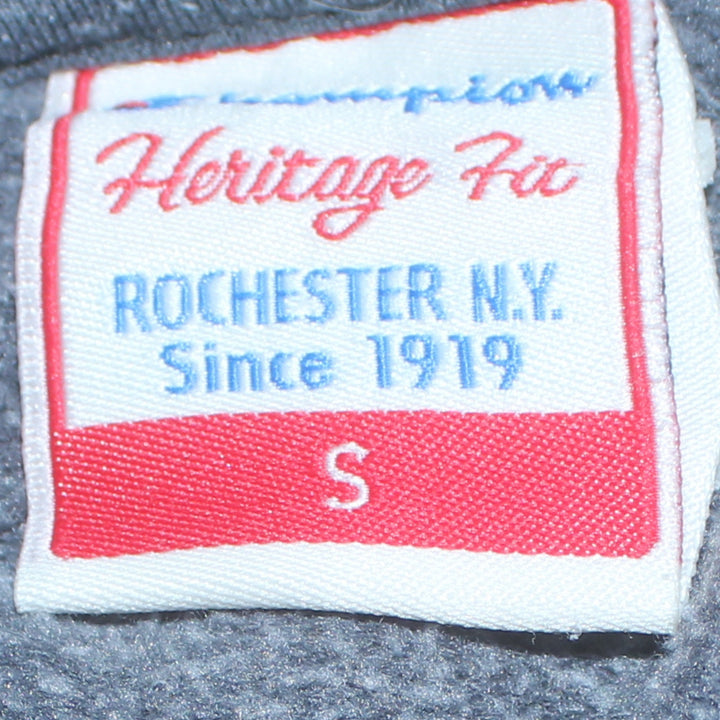 Champion
Heritage Fit
ROCHESTER N.Y.
Since 1919
S